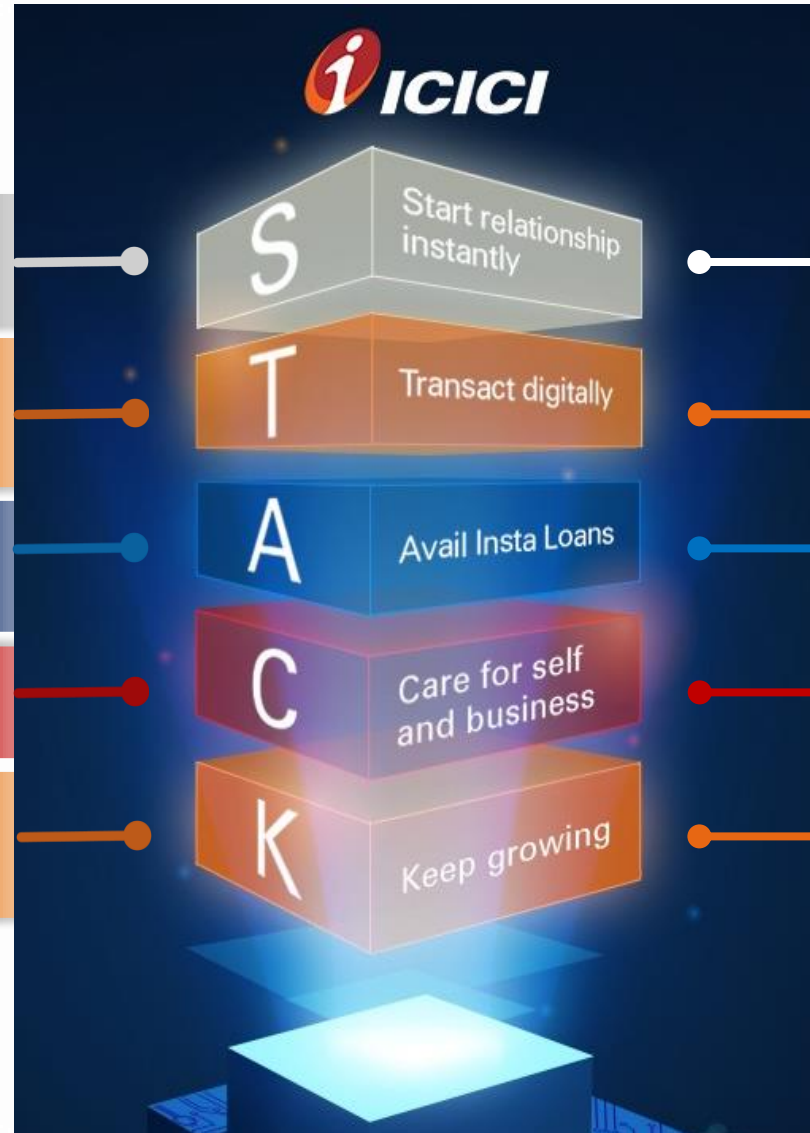 i ICICI
S
Start relationship
instantly
T
Transact digitally
A
Avail Insta Loans
C
Care for self
and business
K
Keep growing